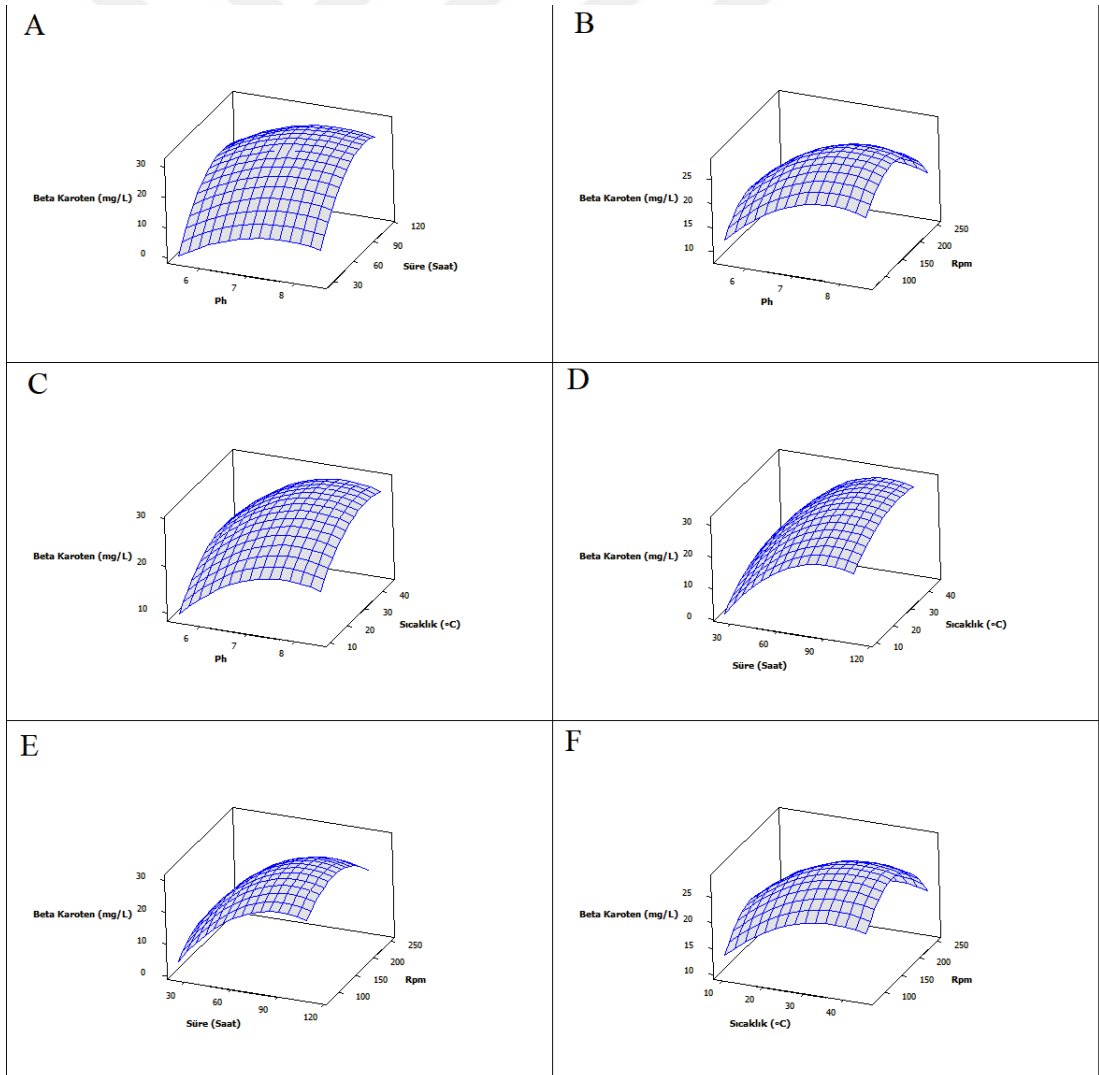 A
30
20
Beta Karoten (mg/L)
10
0
6
7
8
Ph
30
60
90
120
Süre (Saat)
B
25
20
Beta Karoten (mg/L)
15
10
6
7
8
Ph
100
150
200
250
Rpm
C
30
Beta Karoten (mg/L)
20
10
6
7
8
Ph
10
20
30
40
Sıcaklık (∘C)
D
30
20
Beta Karoten (mg/L)
10
0
30
60
90
120
Süre (Saat)
10
20
30
40
Sıcaklık (∘C)
E
30
20
Beta Karoten (mg/L)
10
0
30
60
90
120
Süre (Saat)
100
150
200
250
Rpm
F
25
20
Beta Karoten (mg/L)
15
10
10
20
30
40
Sıcaklık (∘C)
100
150
200
250
Rpm